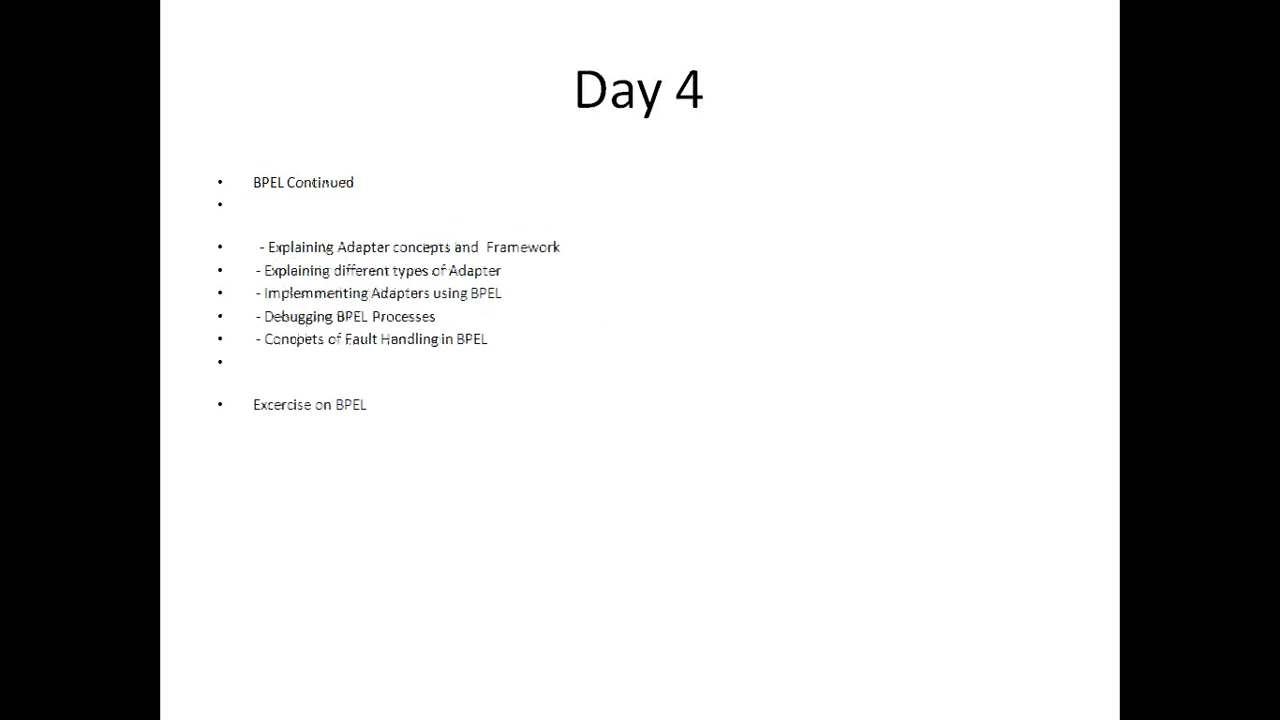 Day 4
• BPEL Continued
•
• - Explaining Adapter concepts and Framework
• - Explaining different types of Adapter
• - Implemmenting Adapters using BPEL
• - Debugging BPEL Processes
• - Concpets of Fault Handling in BPEL
•
• Excercise on BPEL